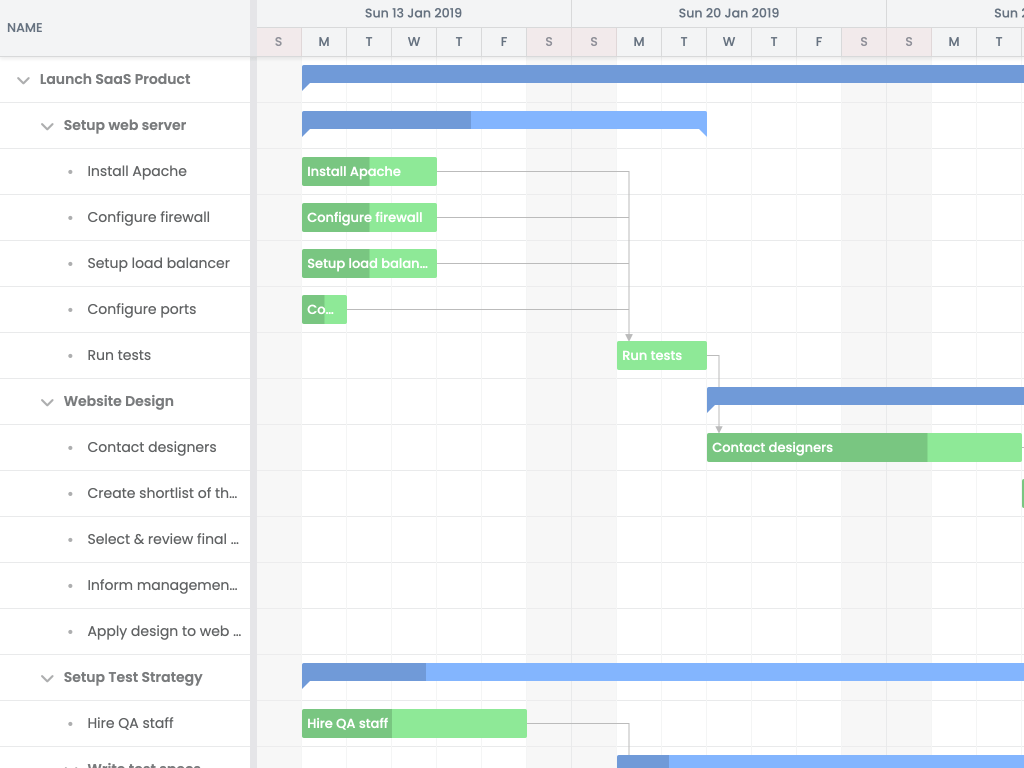 NAME
Sun 13 Jan 2019 Sun 20 Jan 2019 Sun
S M T W T F S S M T W T F S S M T
Launch SaaS Product
Setup web server
Install Apache Install Apache
Configure firewall Configure firewall
Setup load balancer Setup load balan...
Configure ports Co...
Run tests Run tests
Website Design
Contact designers Contact designers
Create shortlist of th...
Select & review final ...
Inform managemen...
Apply design to web ...
Setup Test Strategy
Hire QA staff Hire QA staff
Write test specs